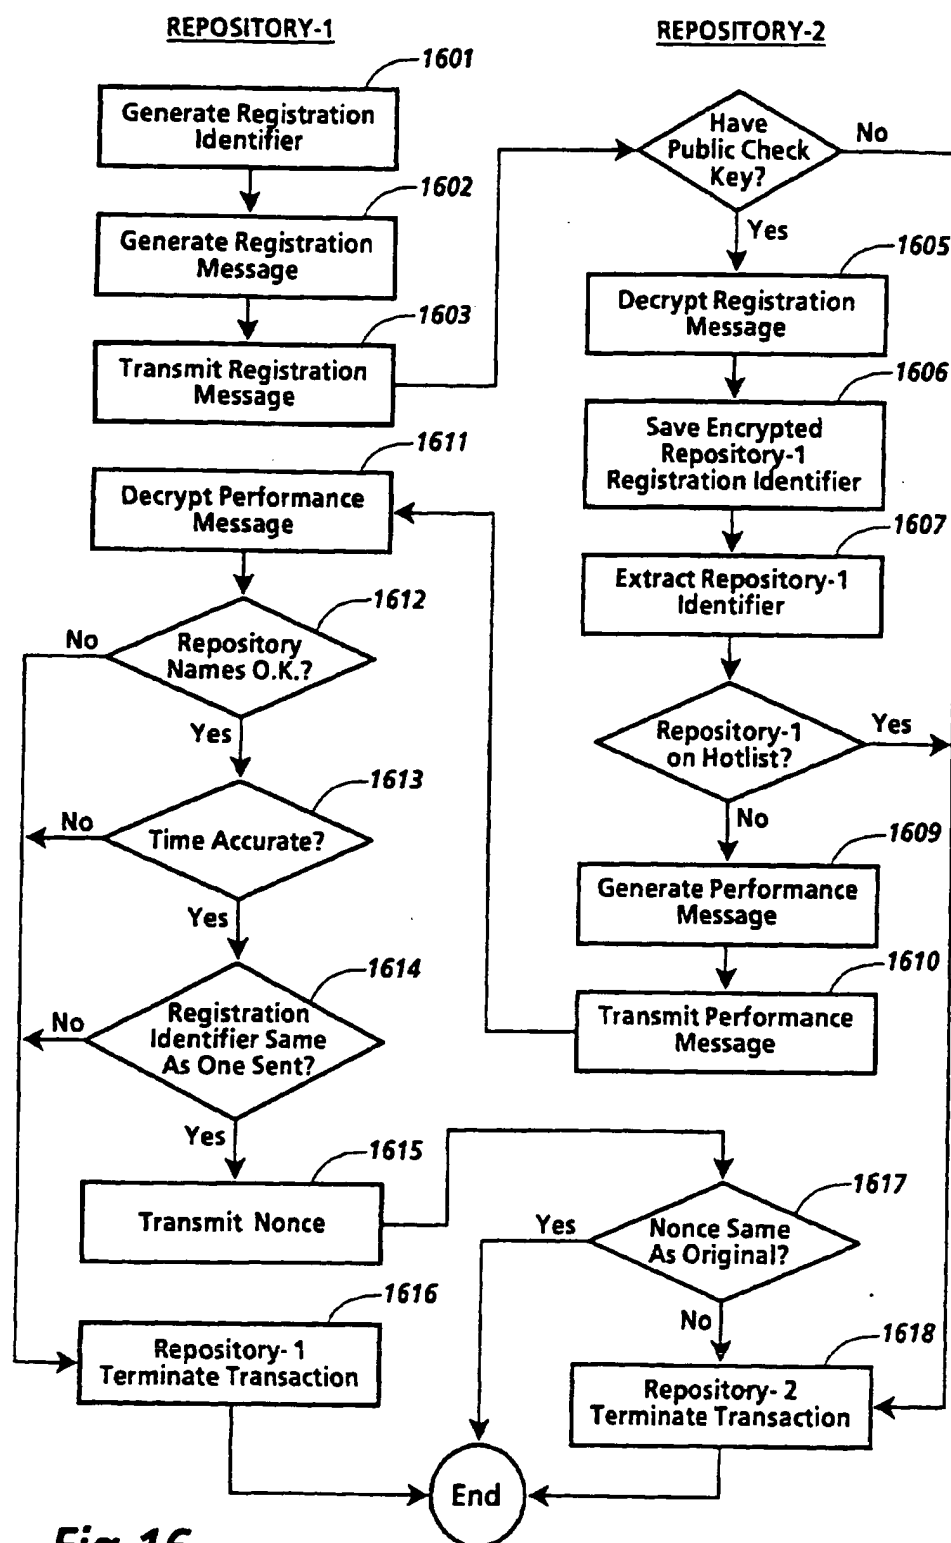 REPOSITORY-1
1601
Generate Registration
Identifier
1602
Generate Registration
Message
1603
Transmit Registration
Message
1611
Decrypt Performance
Message
1612
Repository
Names O.K.?
No
Yes
1613
Time Accurate?
No
Yes
1614
Registration
Identifier Same
As One Sent?
No
Yes
1615
Transmit Nonce
1616
Repository- 1
Terminate Transaction
REPOSITORY-2
Have
Public Check
Key?
No
Yes
1605
Decrypt Registration
Message
1606
Save Encrypted
Repository-1
Registration Identifier
1607
Extract Repository-1
Identifier
Repository-1
on Hotlist?
Yes
No
1609
Generate Performance
Message
1610
Transmit Performance
Message
1617
Nonce Same
As Original?
Yes
No
1618
Repository- 2
Terminate Transaction
End
Fig.16